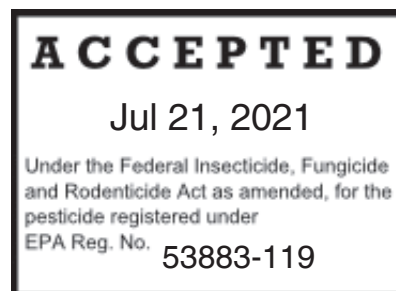 ACCEPTED
Jul 21, 2021
Under the Federal Insecticide, Fungicide
and Rodenticide Act as amended, for the
pesticide registered under
EPA Reg. No. 53883-119